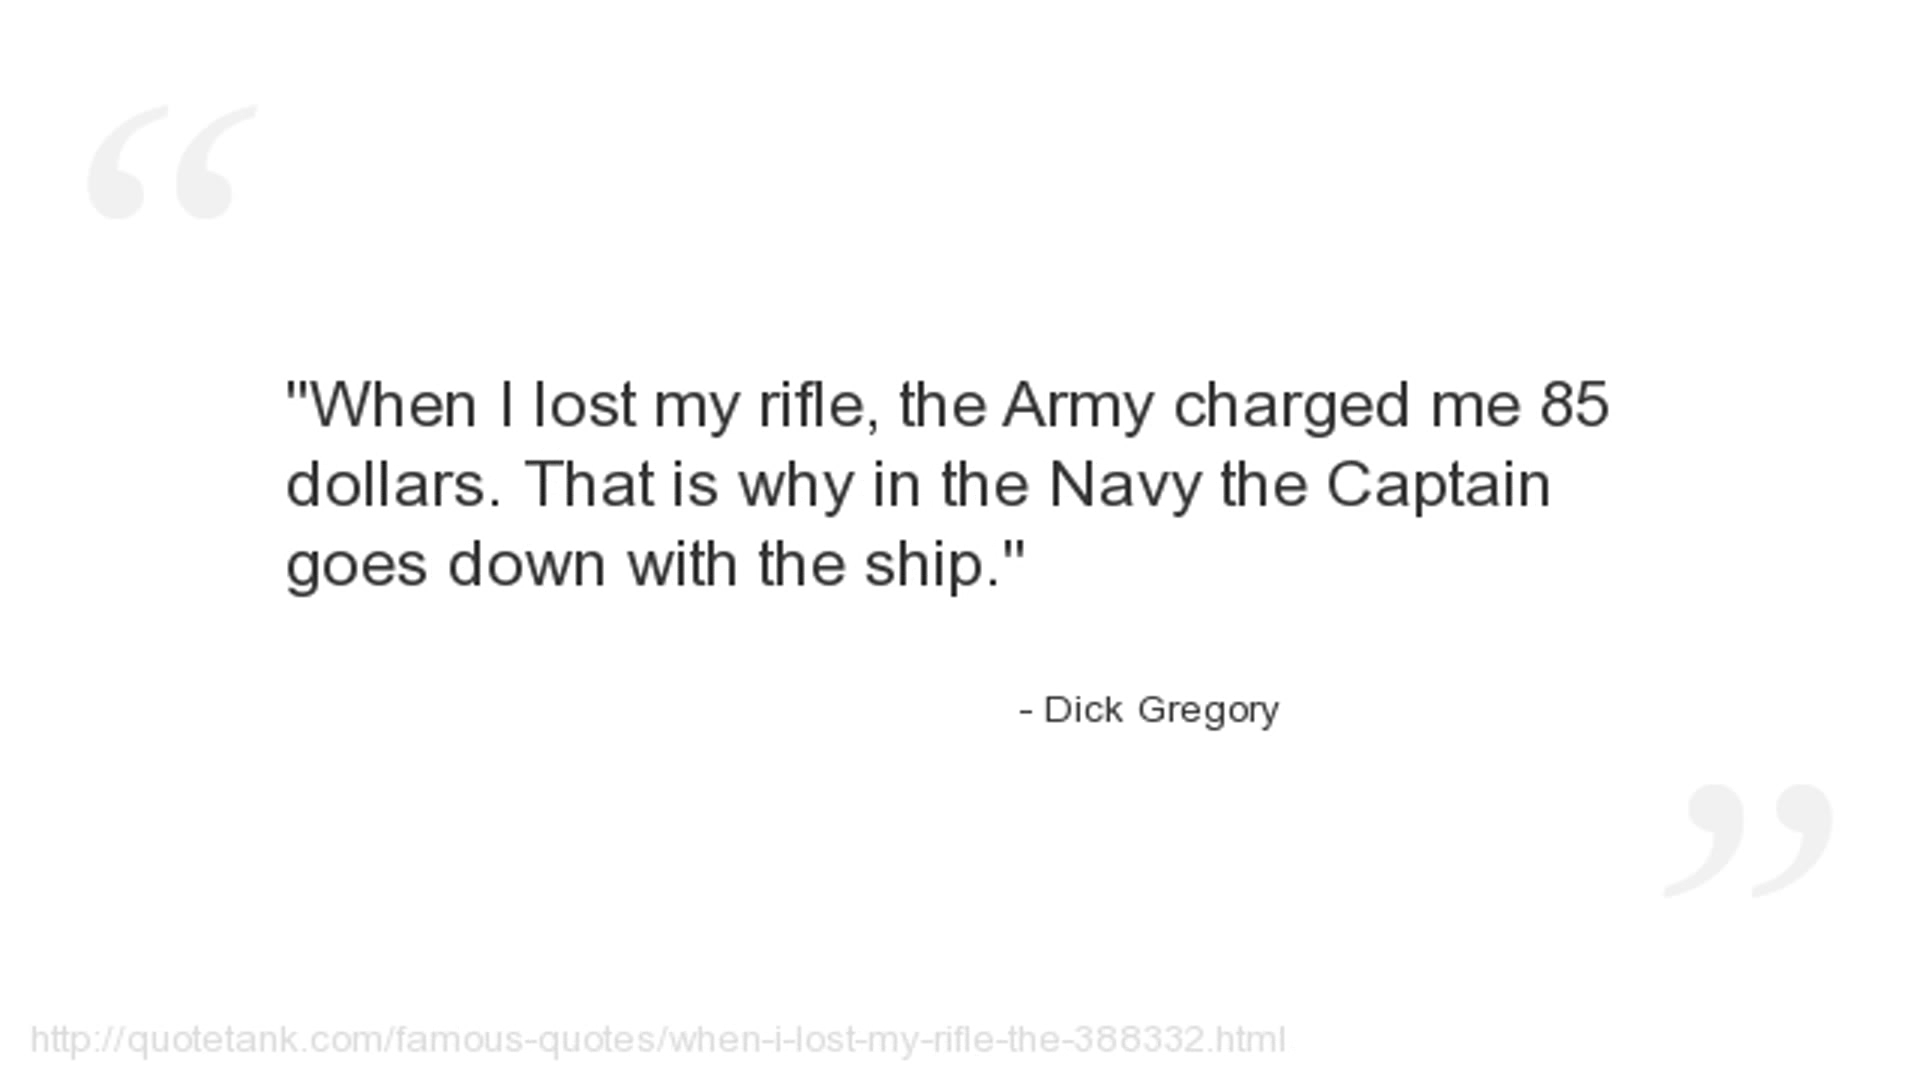 “
"When I lost my rifle, the Army charged me 85
dollars. That is why in the Navy the Captain
goes down with the ship."
- Dick Gregory
”
http://quotetank.com/famous-quotes/when-i-lost-my-rifle-the-388332.html